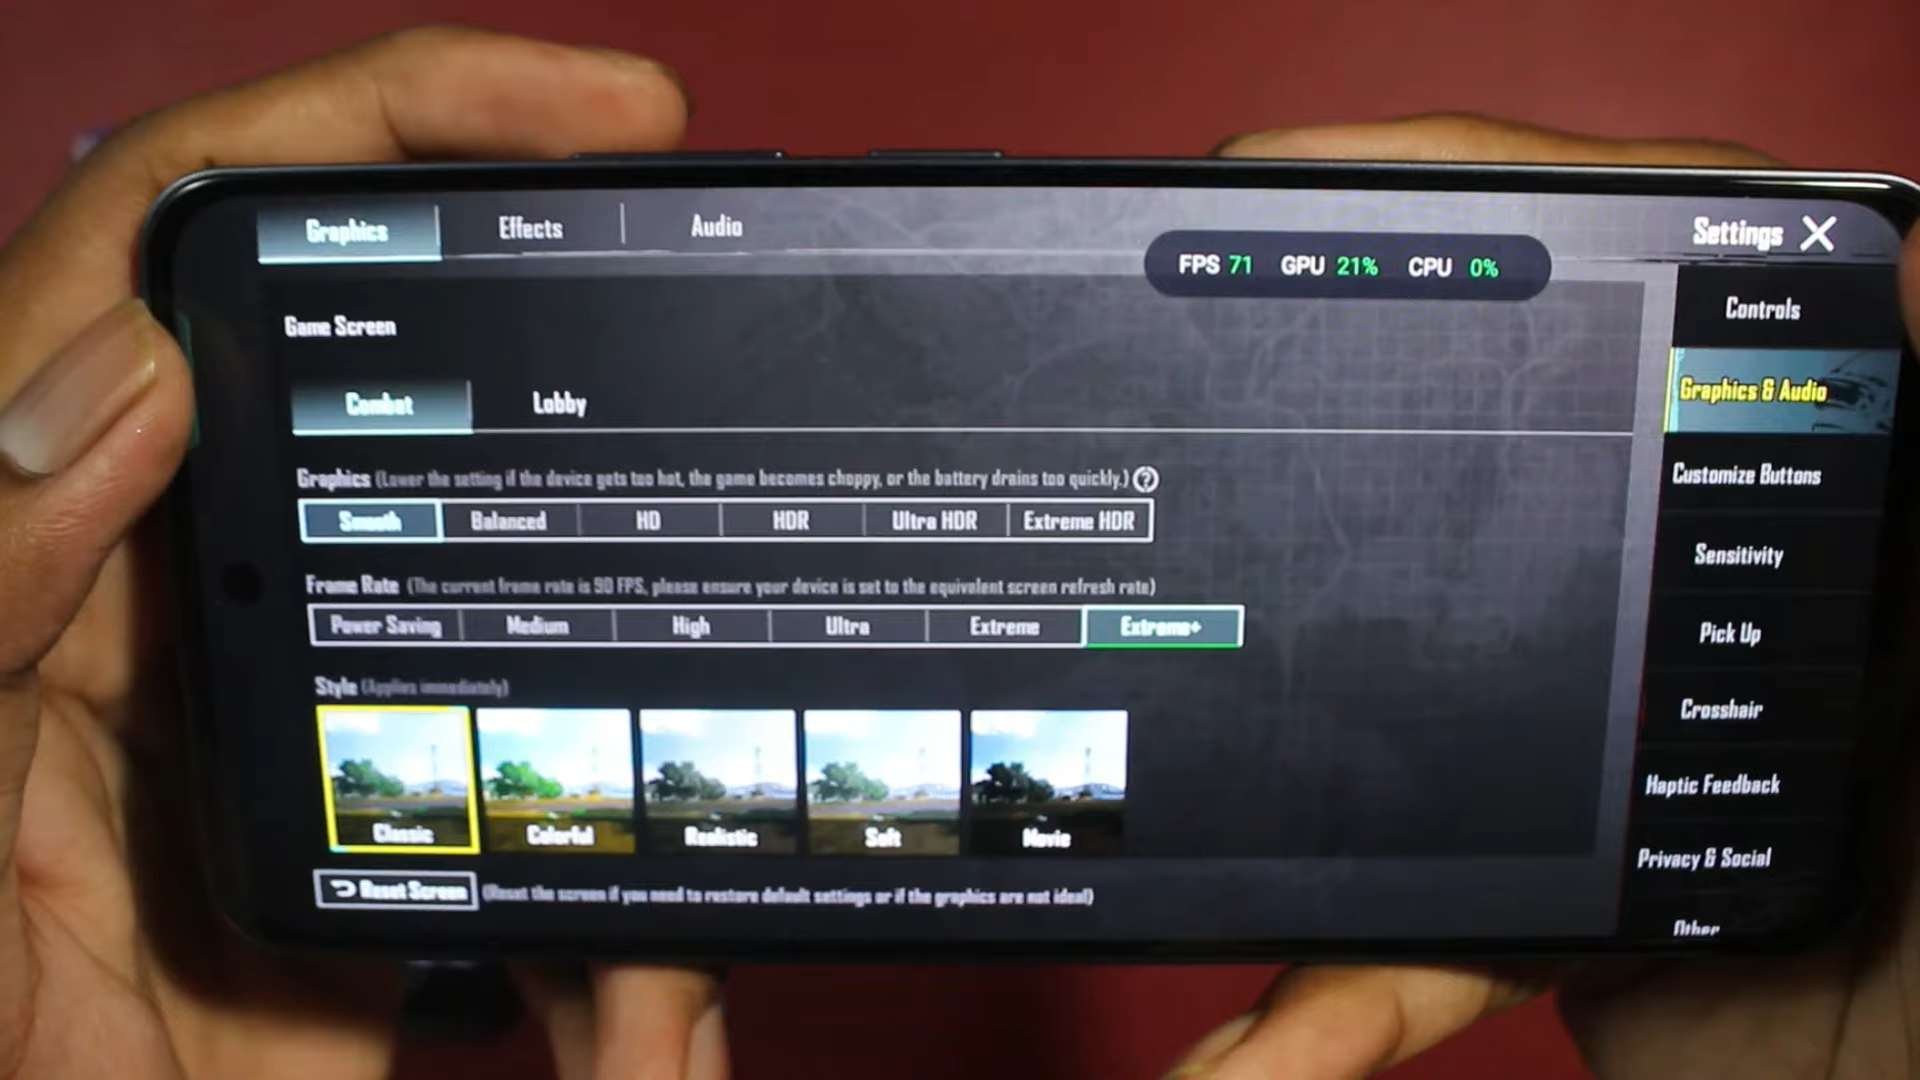 Graphics Effects Audio
Settings X
FPS 71 GPU 21% CPU 0%
Game Screen
Combat Lobby
Graphics (Lower the setting if the device gets too hot, the game becomes choppy, or the battery drains too quickly.) ?
Smooth Balanced HD HDR Ultra HDR Extreme HDR
Frame Rate (The current frame rate is 90 FPS, please ensure your device is set to the equivalent screen refresh rate)
Power Saving Medium High Ultra Extreme Extreme+
Style (Applies immediately)
Classic Colorful Realistic Soft Movie
Reset Screen (Reset the screen if you need to restore default settings or if the graphics are not ideal)
Controls
Graphics & Audio
Customize Buttons
Sensitivity
Pick Up
Crosshair
Haptic Feedback
Privacy & Social
Other